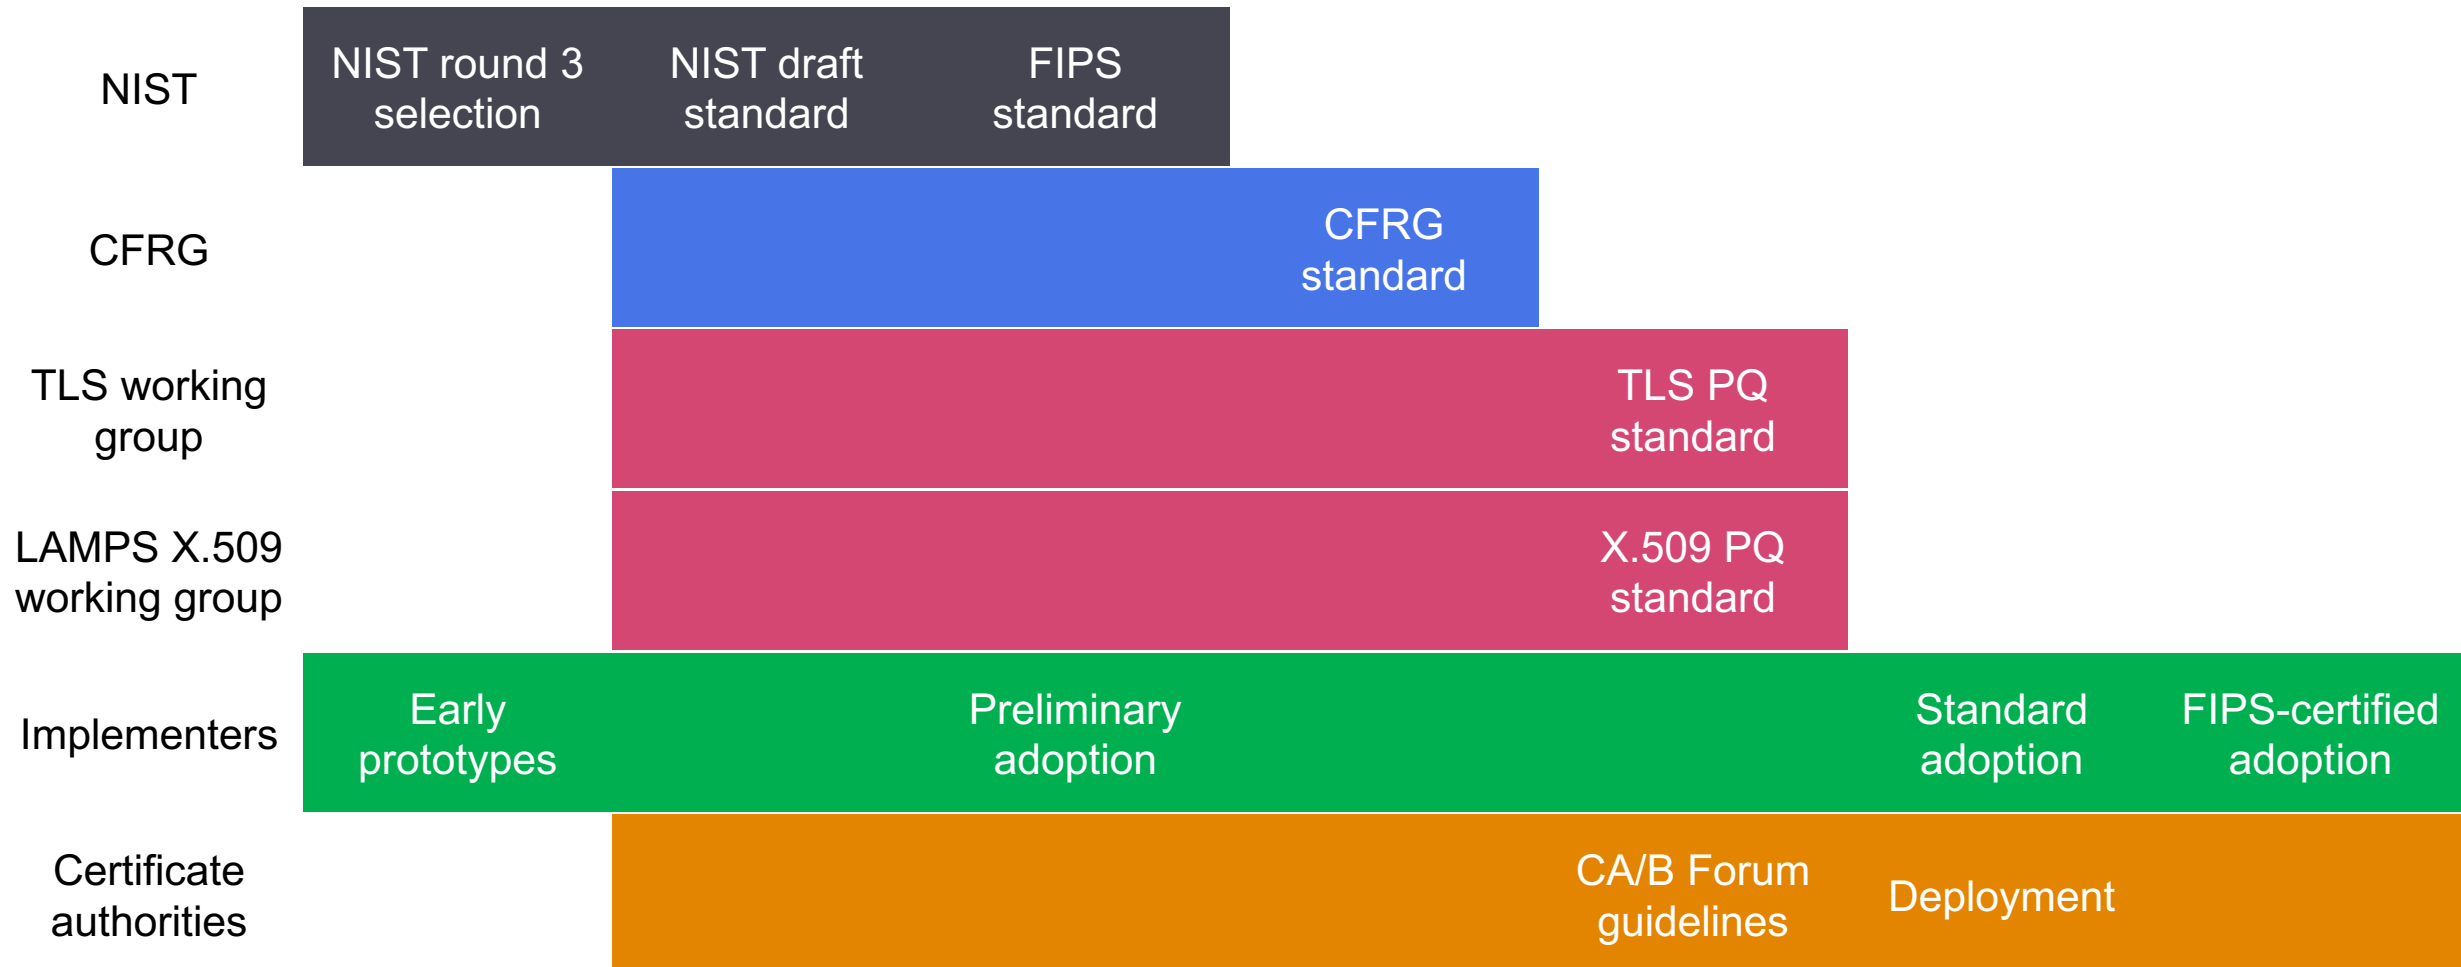 NIST
NIST round 3
selection
NIST draft
standard
FIPS
standard
CFRG
CFRG
standard
TLS working
group
TLS PQ
standard
LAMPS X.509
working group
X.509 PQ
standard
Implementers
Early
prototypes
Preliminary
adoption
Standard
adoption
FIPS-certified
adoption
Certificate
authorities
CA/B Forum
guidelines
Deployment